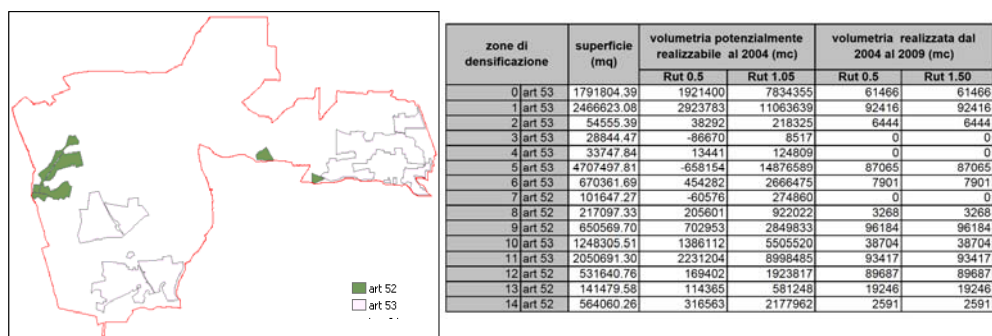 art 52
art 53
zone di densificazione superficie (mq) volumetria potenzialmente realizzabile al 2004 (mc) volumetria realizzata dal 2004 al 2009 (mc)
Rut 0.5 Rut 1.05 Rut 0.5 Rut 1.50
0 art 53 1791804.39 1921400 7834355 61466 61466
1 art 53 2466623.08 2923783 11063639 92416 92416
2 art 53 54555.39 38292 218325 6444 6444
3 art 53 28844.47 -86670 8517 0 0
4 art 53 33747.84 13441 124809 0 0
5 art 53 4707497.81 -658154 14876589 87065 87065
6 art 53 670361.69 454282 2666475 7901 7901
7 art 52 101647.27 -60576 274860 0 0
8 art 52 217097.33 205601 922022 3268 3268
9 art 52 650569.70 702953 2849833 96184 96184
10 art 53 1248305.51 1386112 5505520 38704 38704
11 art 53 2050691.30 2231204 8998485 93417 93417
12 art 52 531640.76 169402 1923817 89687 89687
13 art 52 141479.58 114365 581248 19246 19246
14 art 52 564060.26 316563 2177962 2591 2591